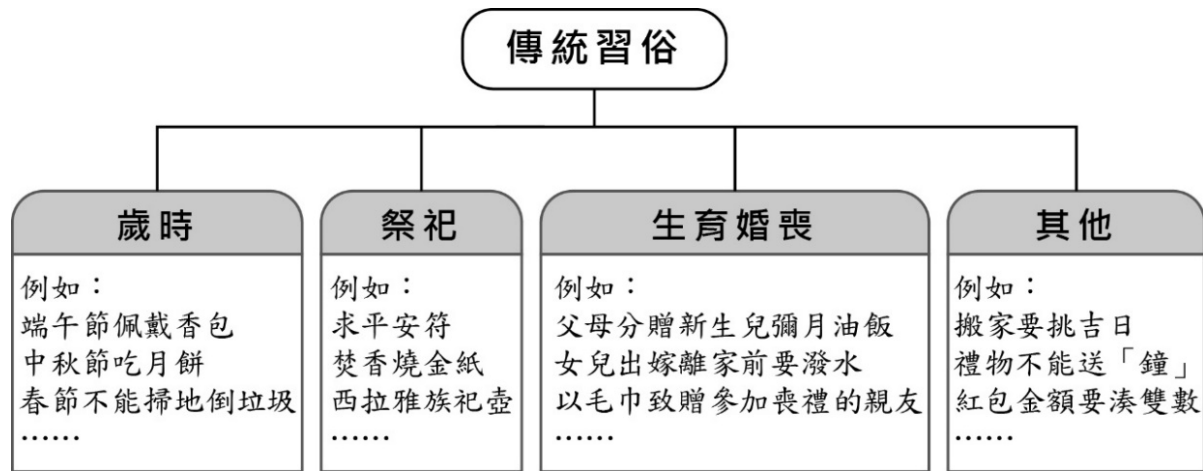 傳統習俗
歲時
例如：
端午節佩戴香包
中秋節吃月餅
春節不能掃地倒垃圾
……
祭祀
例如：
求平安符
焚香燒金紙
西拉雅族祀壺
……
生育婚喪
例如：
父母分贈新生兒彌月油飯
女兒出嫁離家前要潑水
以毛巾致贈參加喪禮的親友
……
其他
例如：
搬家要挑吉日
禮物不能送「鐘」
紅包金額要湊雙數
……